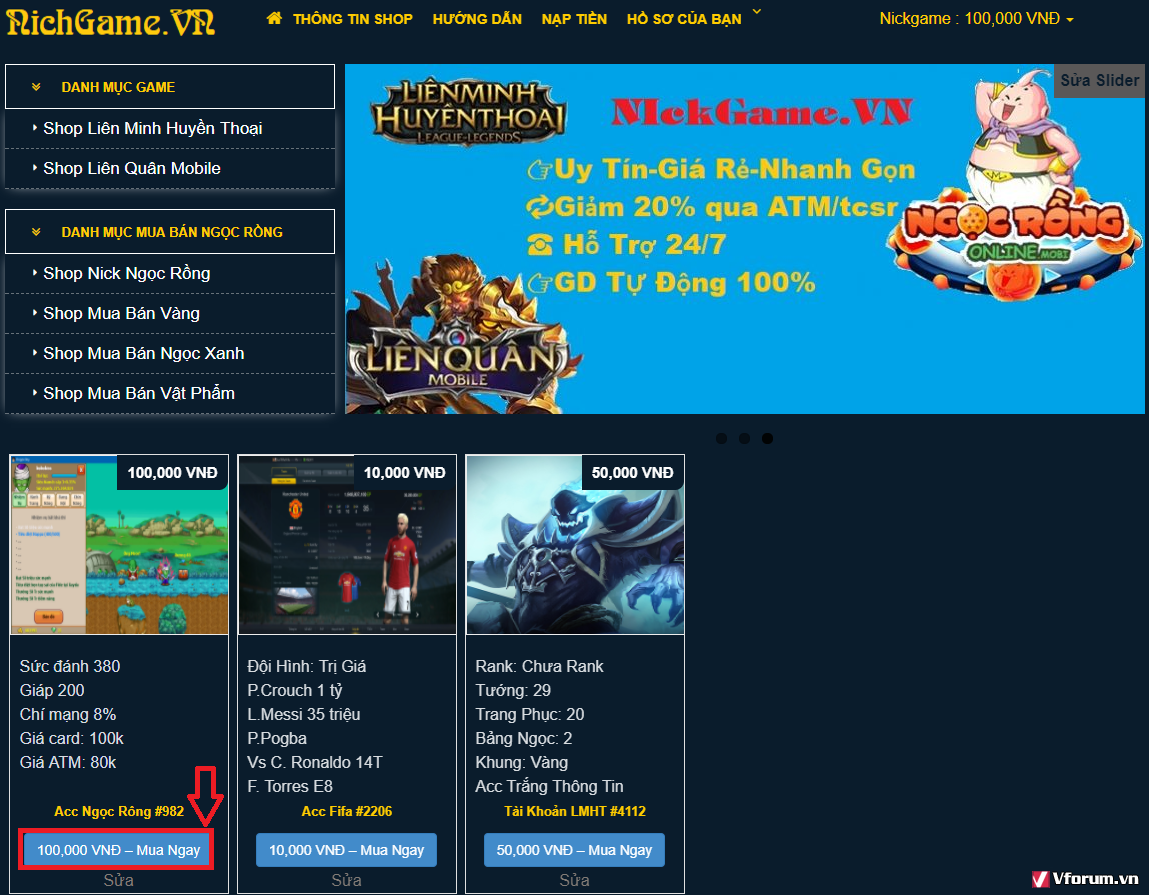 NichGame.VN
THÔNG TIN SHOP
HƯỚNG DẪN
NẠP TIỀN
HỒ SƠ CỦA BẠN
Nickgame : 100,000 VNĐ
DANH MỤC GAME
Shop Liên Minh Huyền Thoại
Shop Liên Quân Mobile
DANH MỤC MUA BÁN NGỌC RỒNG
Shop Nick Ngọc Rồng
Shop Mua Bán Vàng
Shop Mua Bán Ngọc Xanh
Shop Mua Bán Vật Phẩm
Sửa Slider
LIÊN MINH
HUYỀN THOẠI
LEAGUE OF LEGENDS
NIckGame.VN
Uy Tín-Giá Rẻ-Nhanh Gọn
Giảm 20% qua ATM/tcsr
Hỗ Trợ 24/7
GD Tự Động 100%
NGỌC RỒNG
ONLINE.MOBI
LIÊN QUÂN
MOBILE
100,000 VNĐ
Sức đánh 380
Giáp 200
Chí mạng 8%
Giá card: 100k
Giá ATM: 80k
Acc Ngọc Rông #982
100,000 VNĐ – Mua Ngay
Sửa
10,000 VNĐ
Đội Hình: Trị Giá
P.Crouch 1 tỷ
L.Messi 35 triệu
P.Pogba
Vs C. Ronaldo 14T
F. Torres E8
Acc Fifa #2206
10,000 VNĐ – Mua Ngay
Sửa
50,000 VNĐ
Rank: Chưa Rank
Tướng: 29
Trang Phục: 20
Bảng Ngọc: 2
Khung: Vàng
Acc Trắng Thông Tin
Tài Khoản LMHT #4112
50,000 VNĐ – Mua Ngay
Sửa
Vforum.vn